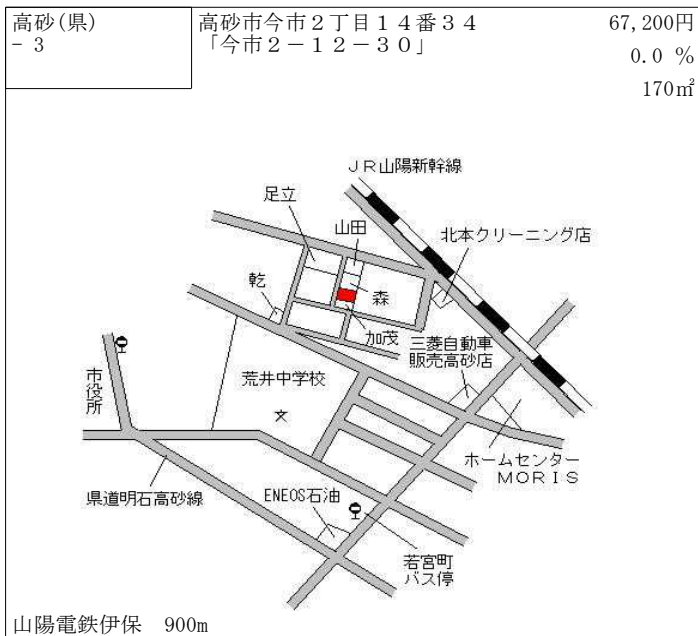 高砂(県)
- 3
高砂市今市２丁目１４番３４
「今市２－１２－３０」
67,200円
0.0 %
170㎡
ＪＲ山陽新幹線
足立
山田
北本クリーニング店
乾
森
加茂
三菱自動車
販売高砂店
市役所
荒井中学校
文
ホームセンター
ＭＯＲＩＳ
県道明石高砂線
ENEOS石油
若宮町
バス停
山陽電鉄伊保　900m